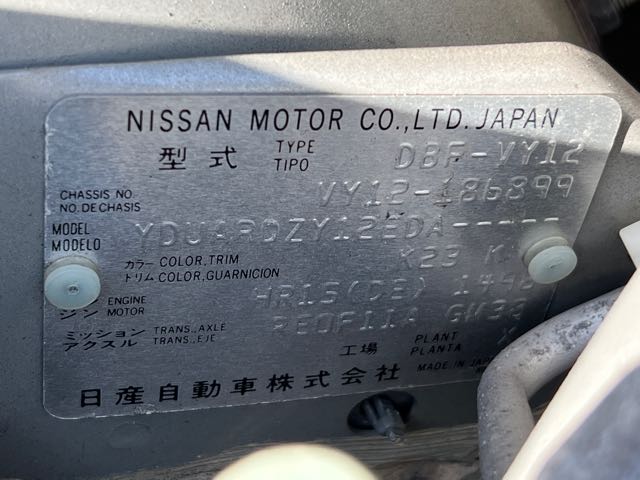 NISSAN MOTOR CO.,LTD. JAPAN
型式 TYPE TIPO DBF-VY12
CHASSIS NO. NO. DE CHASIS VY12-186899
MODEL MODELO
カラー COLOR, TRIM K23
トリム COLOR, GUARNICION
ENGINE MOTOR HR15(DE)
ミッション TRANS., AXLE RE0F11A
アクスル TRANS., EJE
工場 PLANT PLANTA
日産自動車株式会社 MADE IN